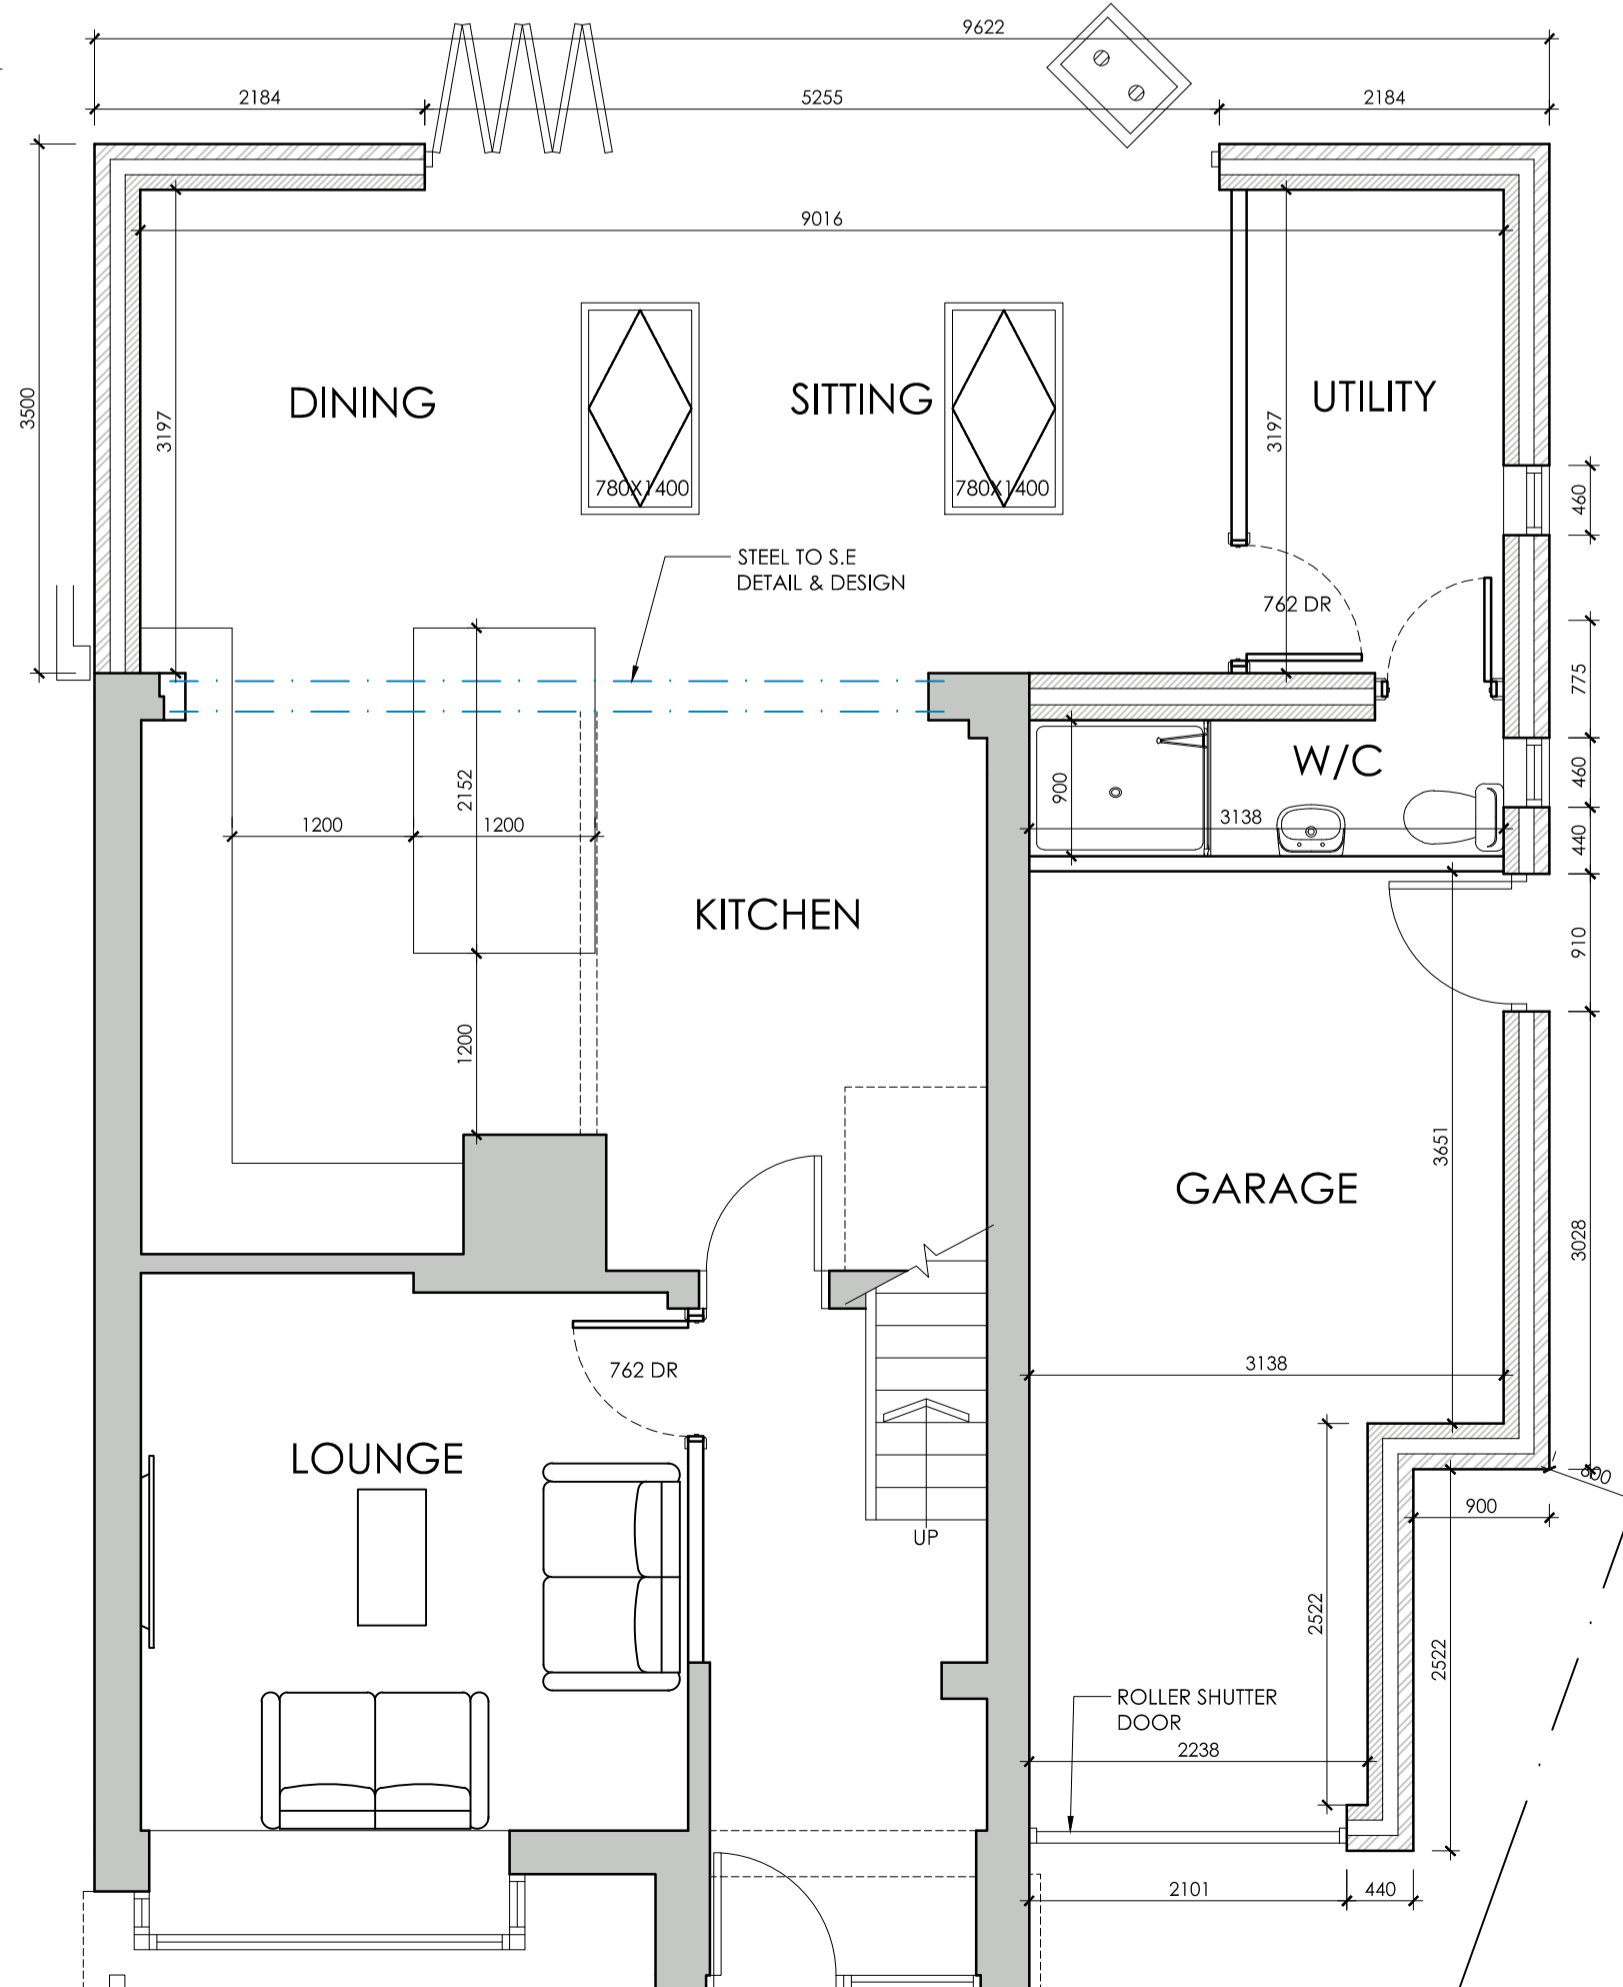 9622
2184
5255
2184
9016
3500
3197
DINING
SITTING
UTILITY
3197
780X1400
780X1400
460
STEEL TO S.E
DETAIL & DESIGN
762 DR
775
W/C
460
2152
900
1200
1200
3138
440
KITCHEN
910
1200
3651
GARAGE
3028
3138
762 DR
LOUNGE
800
900
UP
2522
2522
ROLLER SHUTTER
DOOR
2238
2101
440